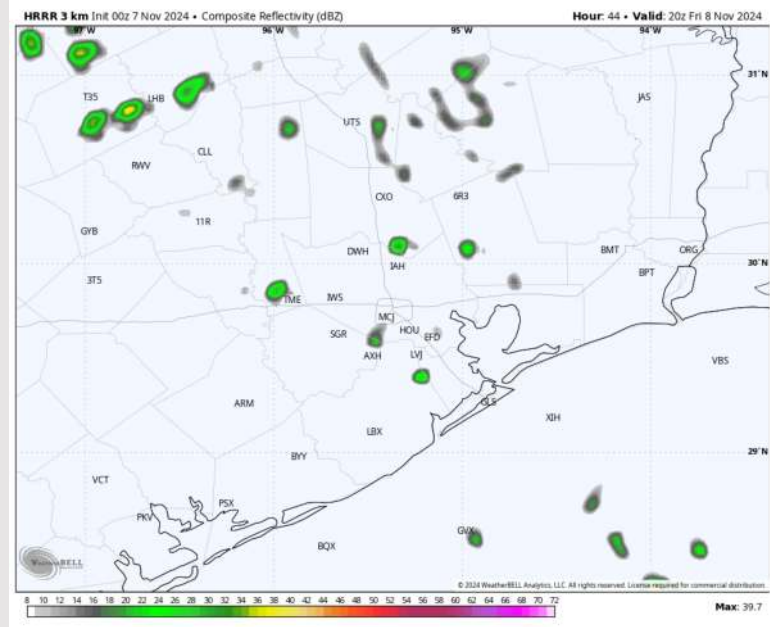 HRRR 3 km Init 00z 7 Nov 2024 • Composite Reflectivity (dBZ)
Hour: 44 • Valid: 20z Fri 8 Nov 2024
97°W 96°W 95°W 94°W
31°N
T35 LHB JAS
UTS
CLL
RWV
CXO 6R3
11R
GYB
DWH BMT ORG
30°N
IAH
BPT
3T5
TME IWS
MCJ
SGR HOU EFD
AXH LVJ
VBS
ARM GLS
XIH
LBX
29°N
BYY
VCT
PSX
PKV
GVX
BQX
WeatherBELL
© 2024 WeatherBELL Analytics, LLC. All rights reserved. License required for commercial distribution.
8 10 12 14 16 18 20 22 24 26 28 30 32 34 36 38 40 42 44 46 48 50 52 54 56 58 60 62 64 66 68 70 72
Max: 39.7